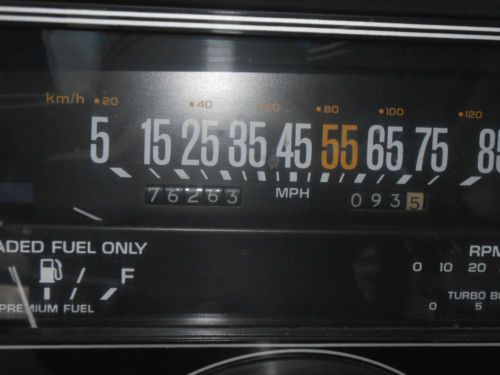 km/h 20 40 60 80 100 120
5 15 25 35 45 55 65 75 85
76263 MPH 0935
ADED FUEL ONLY RPM
F 0 10 20
PREMIUM FUEL TURBO BO
0 5